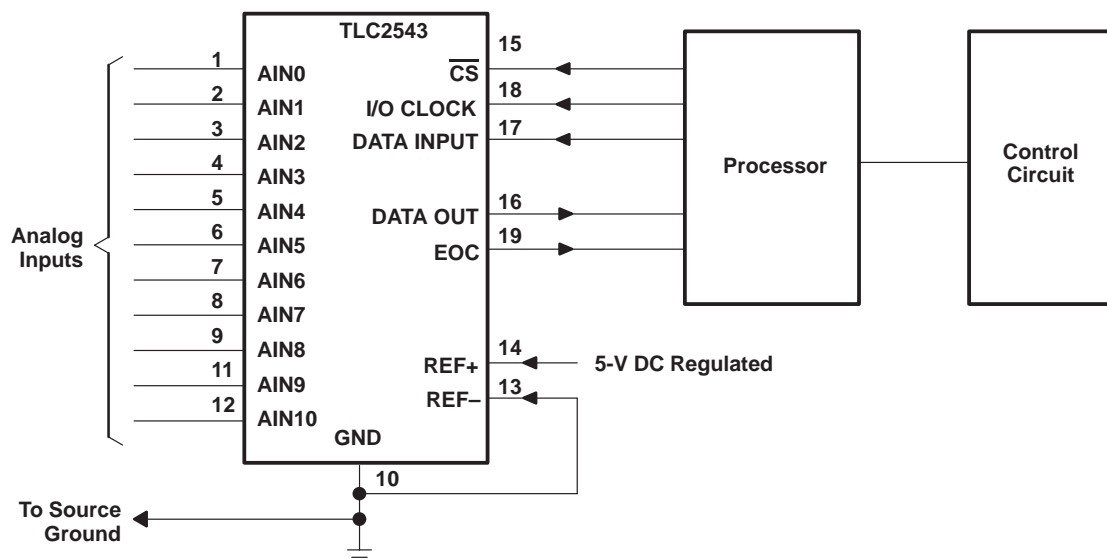 TLC2543
1
AIN0
2
AIN1
3
AIN2
4
AIN3
5
AIN4
6
AIN5
7
AIN6
8
AIN7
9
AIN8
11
AIN9
12
AIN10
Analog
Inputs
15
CS
18
I/O CLOCK
17
DATA INPUT
16
DATA OUT
19
EOC
14
REF+
5-V DC Regulated
13
REF–
GND
10
To Source
Ground
Processor
Control
Circuit